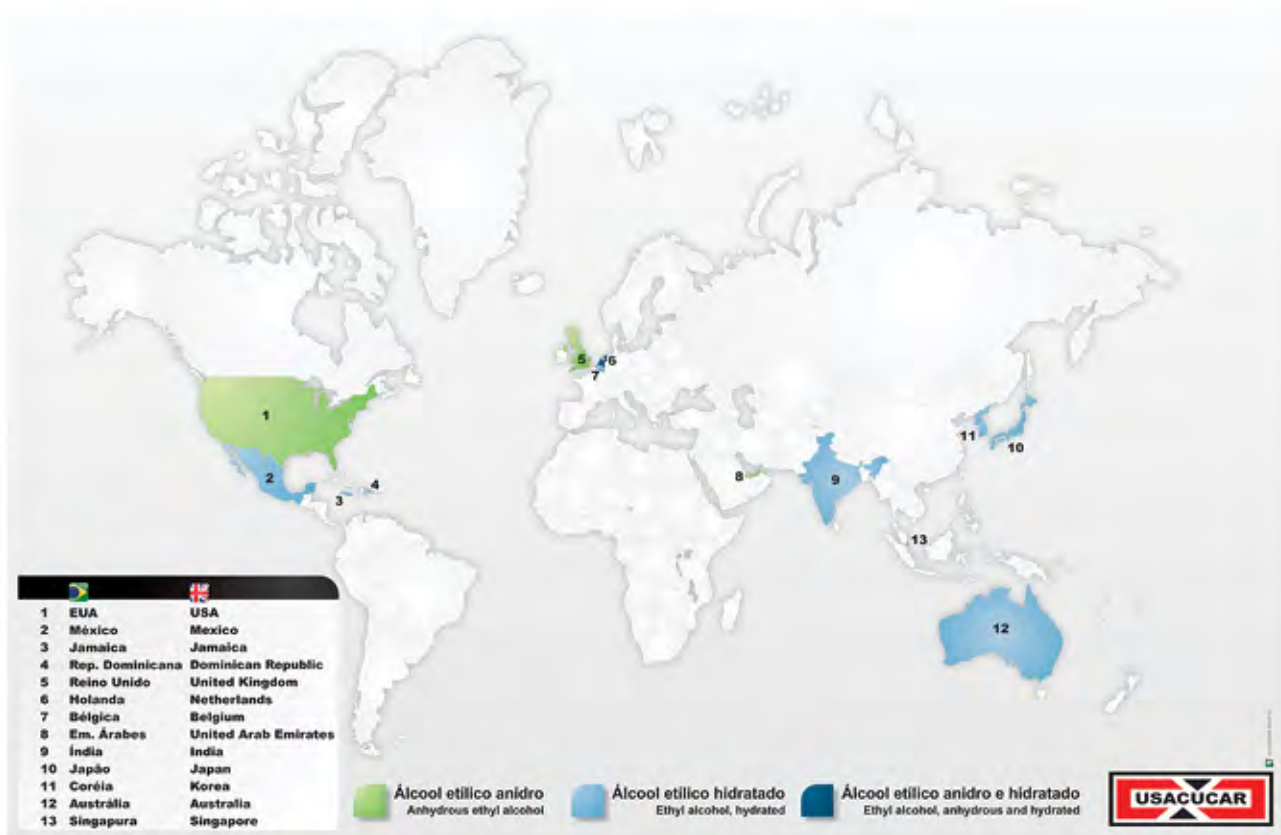 1
2
3
4
5
6
7
8
9
10
11
12
13
1 EUA USA
2 México Mexico
3 Jamaica Jamaica
4 Rep. Dominicana Dominican Republic
5 Reino Unido United Kingdom
6 Holanda Netherlands
7 Bélgica Belgium
8 Em. Árabes United Arab Emirates
9 Índia India
10 Japão Japan
11 Coréia Korea
12 Austrália Australia
13 Singapura Singapore
Álcool etílico anidro
Anhydrous ethyl alcohol
Álcool etílico hidratado
Ethyl alcohol, hydrated
Álcool etílico anidro e hidratado
Ethyl alcohol, anhydrous and hydrated
USACUCAR